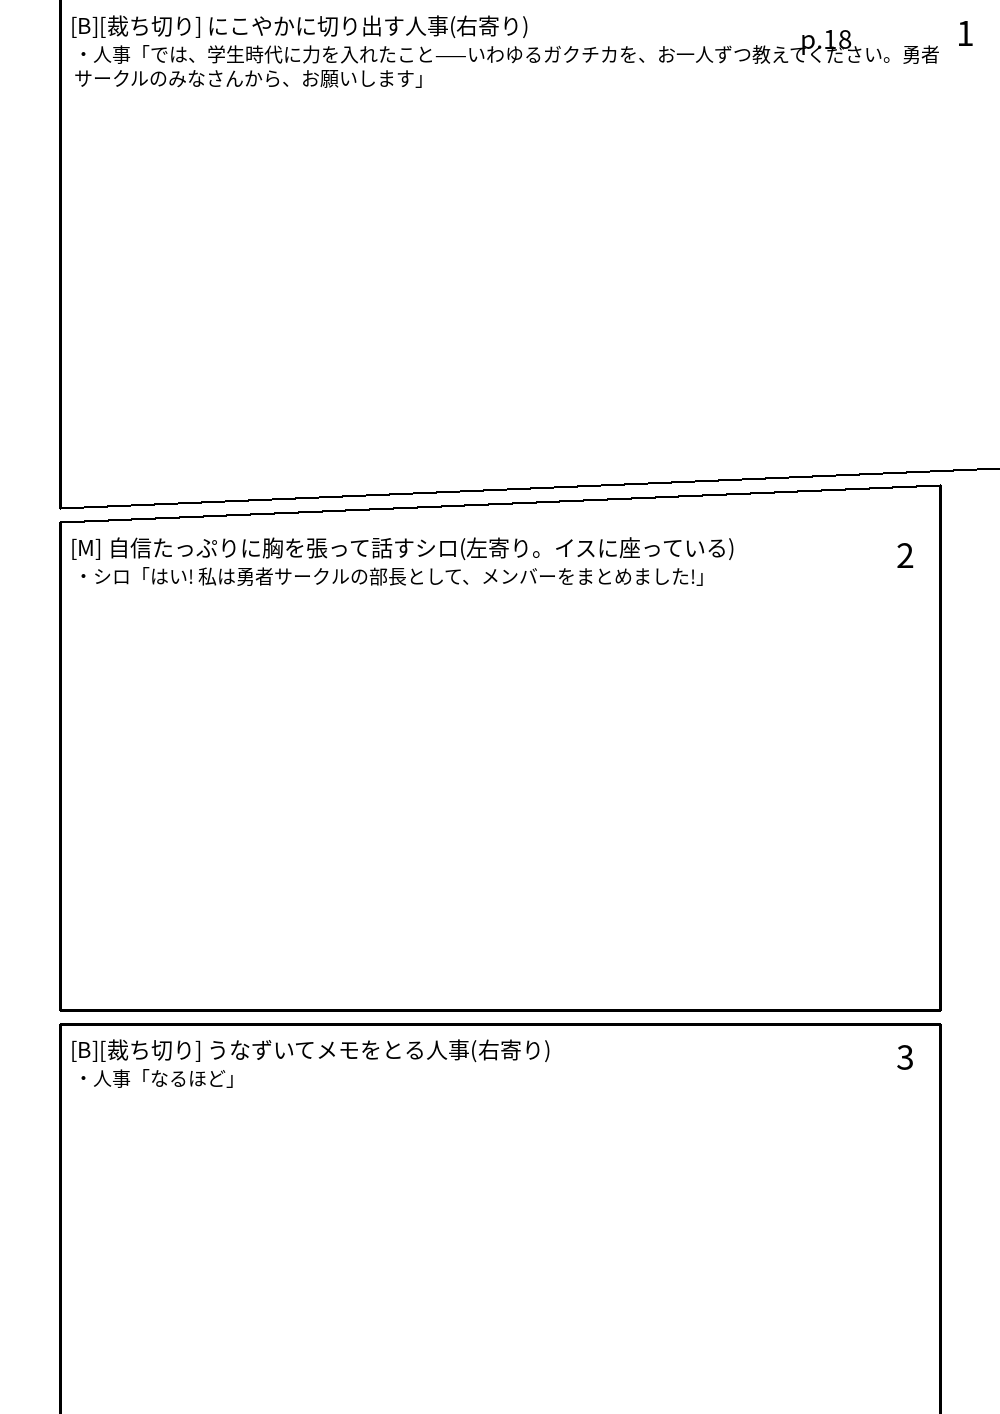 [B][裁ち切り] にこやかに切り出す人事(右寄り)
p.18
1
・人事「では、学生時代に力を入れたこと——いわゆるガクチカを、お一人ずつ教えてください。勇者
サークルのみなさんから、お願いします」
[M] 自信たっぷりに胸を張って話すシロ(左寄り。イスに座っている)
2
・シロ「はい! 私は勇者サークルの部長として、メンバーをまとめました!」
[B][裁ち切り] うなずいてメモをとる人事(右寄り)
3
・人事「なるほど」